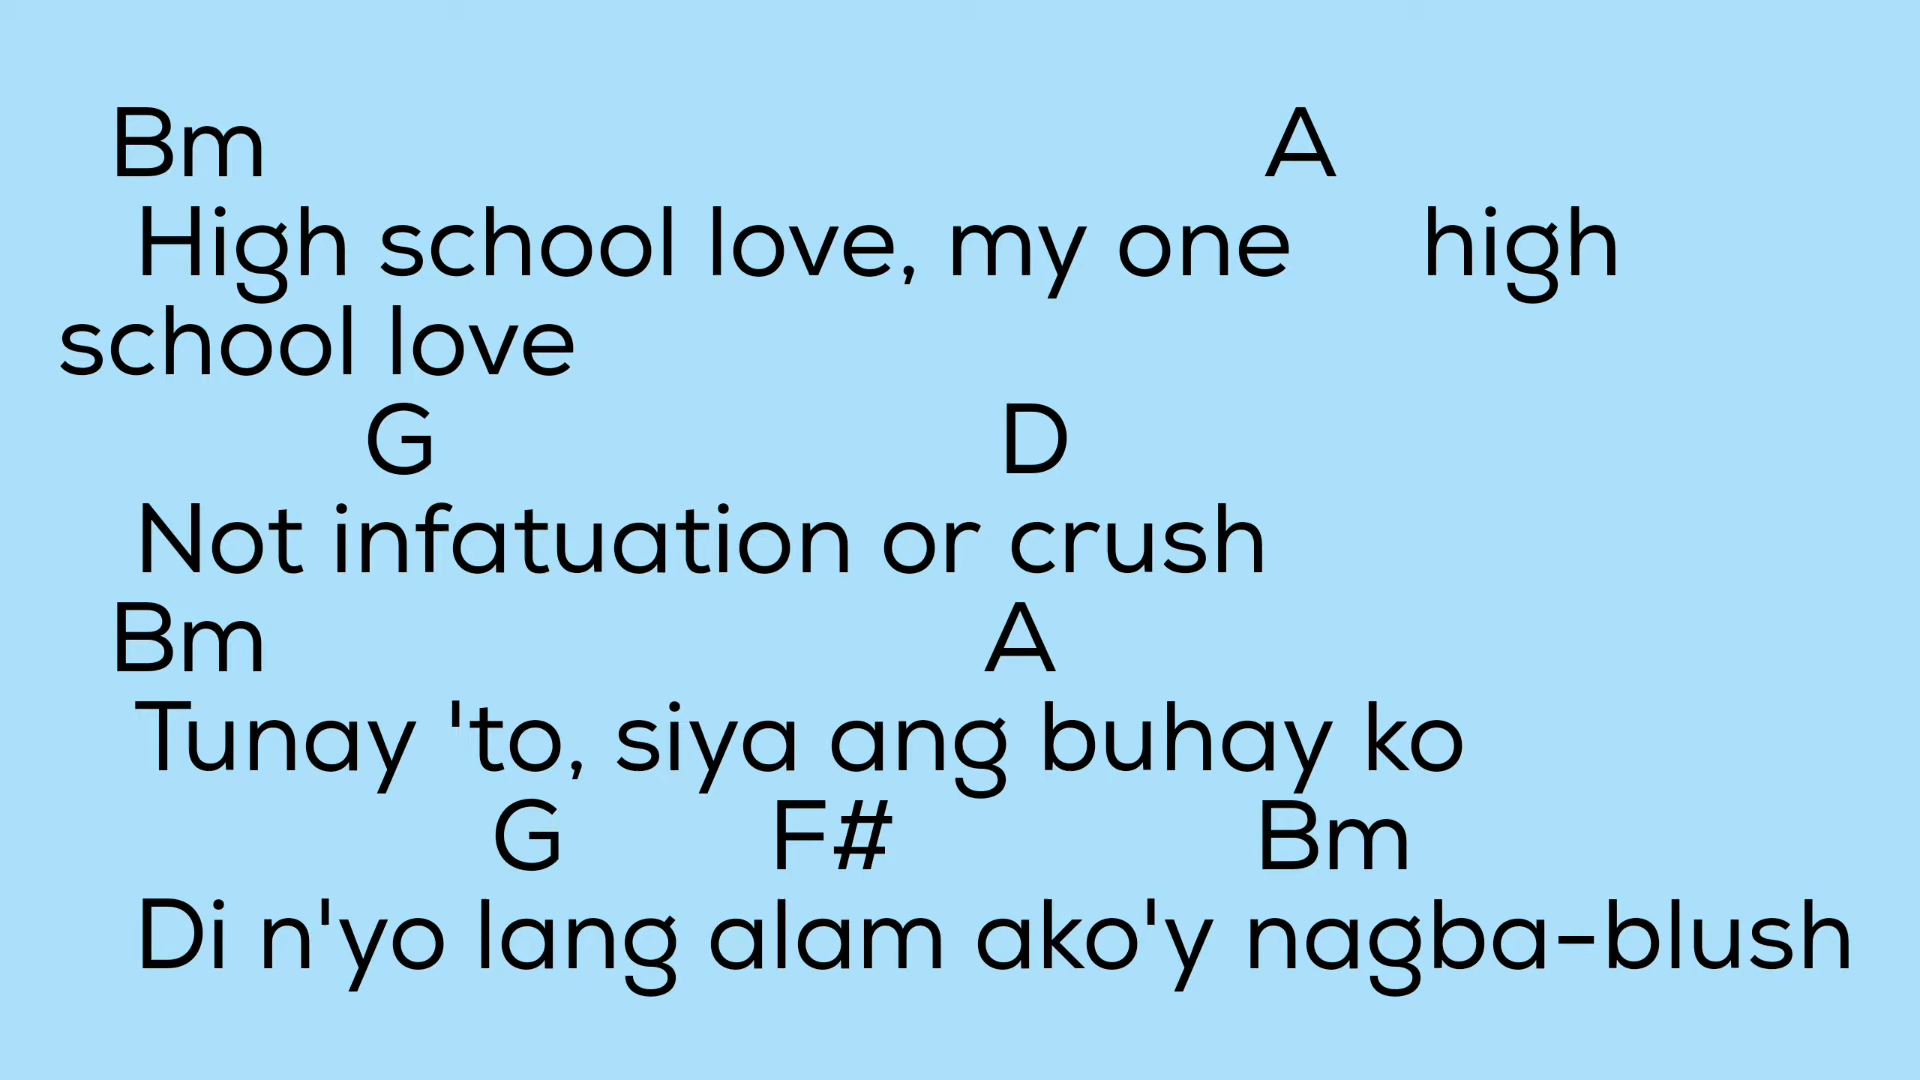 Bm A
High school love, my one high
school love
G D
Not infatuation or crush
Bm A
Tunay 'to, siya ang buhay ko
G F# Bm
Di n'yo lang alam ako'y nagba-blush